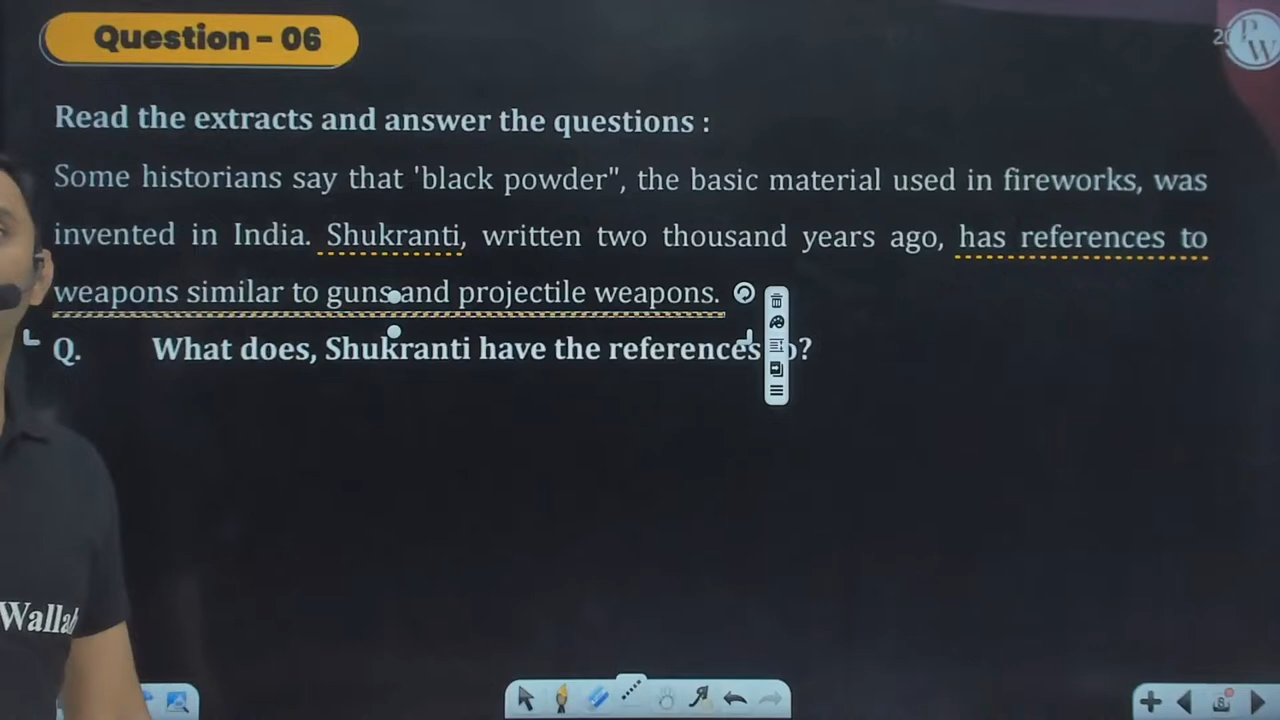 Question - 06
Read the extracts and answer the questions :
Some historians say that 'black powder", the basic material used in fireworks, was
invented in India. Shukranti, written two thousand years ago, has references to
weapons similar to guns and projectile weapons.
Q. What does, Shukranti have the references ?
PW
Wallah